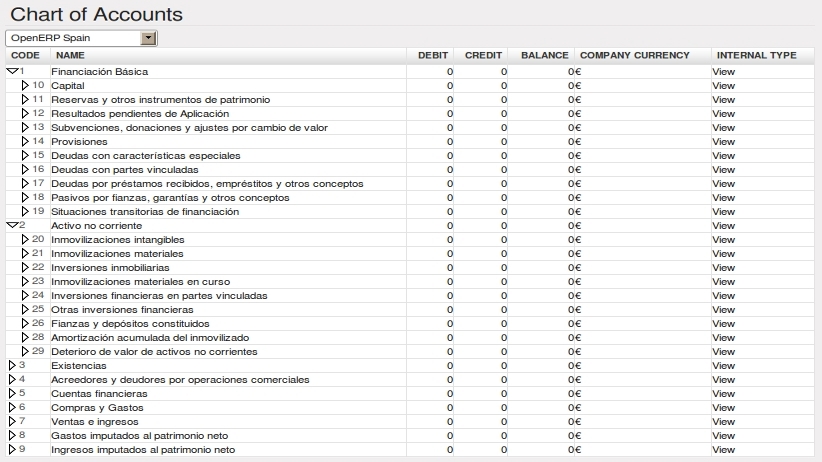 Chart of Accounts
OpenERP Spain
CODE NAME DEBIT CREDIT BALANCE COMPANY CURRENCY INTERNAL TYPE
1 Financiación Básica 0 0 0 € View
10 Capital 0 0 0 € View
11 Reservas y otros instrumentos de patrimonio 0 0 0 € View
12 Resultados pendientes de Aplicación 0 0 0 € View
13 Subvenciones, donaciones y ajustes por cambio de valor 0 0 0 € View
14 Provisiones 0 0 0 € View
15 Deudas con características especiales 0 0 0 € View
16 Deudas con partes vinculadas 0 0 0 € View
17 Deudas por préstamos recibidos, empréstitos y otros conceptos 0 0 0 € View
18 Pasivos por fianzas, garantías y otros conceptos 0 0 0 € View
19 Situaciones transitorias de financiación 0 0 0 € View
2 Activo no corriente 0 0 0 € View
20 Inmovilizaciones intangibles 0 0 0 € View
21 Inmovilizaciones materiales 0 0 0 € View
22 Inversiones inmobiliarias 0 0 0 € View
23 Inmovilizaciones materiales en curso 0 0 0 € View
24 Inversiones financieras en partes vinculadas 0 0 0 € View
25 Otras inversiones financieras 0 0 0 € View
26 Fianzas y depósitos constituidos 0 0 0 € View
28 Amortización acumulada del inmovilizado 0 0 0 € View
29 Deterioro de valor de activos no corrientes 0 0 0 € View
3 Existencias 0 0 0 € View
4 Acreedores y deudores por operaciones comerciales 0 0 0 € View
5 Cuentas financieras 0 0 0 € View
6 Compras y Gastos 0 0 0 € View
7 Ventas e ingresos 0 0 0 € View
8 Gastos imputados al patrimonio neto 0 0 0 € View
9 Ingresos imputados al patrimonio neto 0 0 0 € View